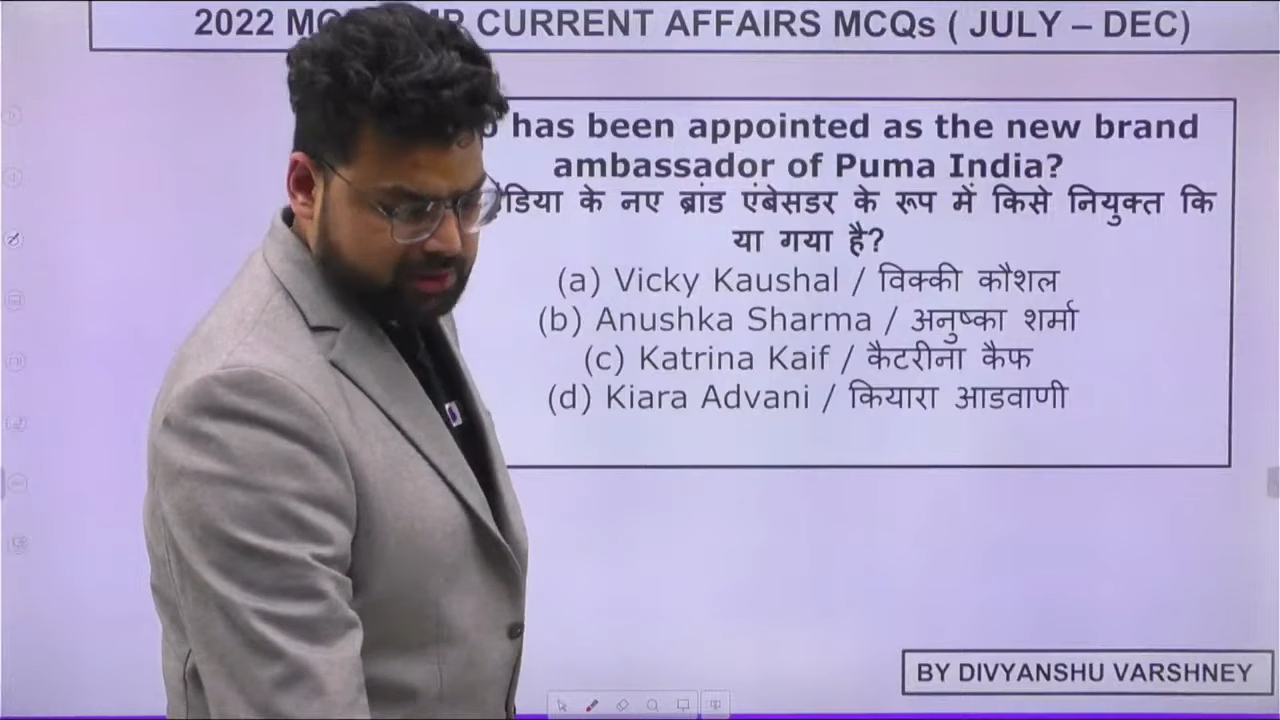 2022 CURRENT AFFAIRS MCQs ( JULY – DEC)
has been appointed as the new brand
ambassador of Puma India?
के नए ब्रांड एंबेसडर के रूप में किसे नियुक्त कि
या गया है?
(a) Vicky Kaushal / विक्की कौशल
(b) Anushka Sharma / अनुष्का शर्मा
(c) Katrina Kaif / कैटरीना कैफ
(d) Kiara Advani / कियारा आडवाणी
BY DIVYANSHU VARSHNEY